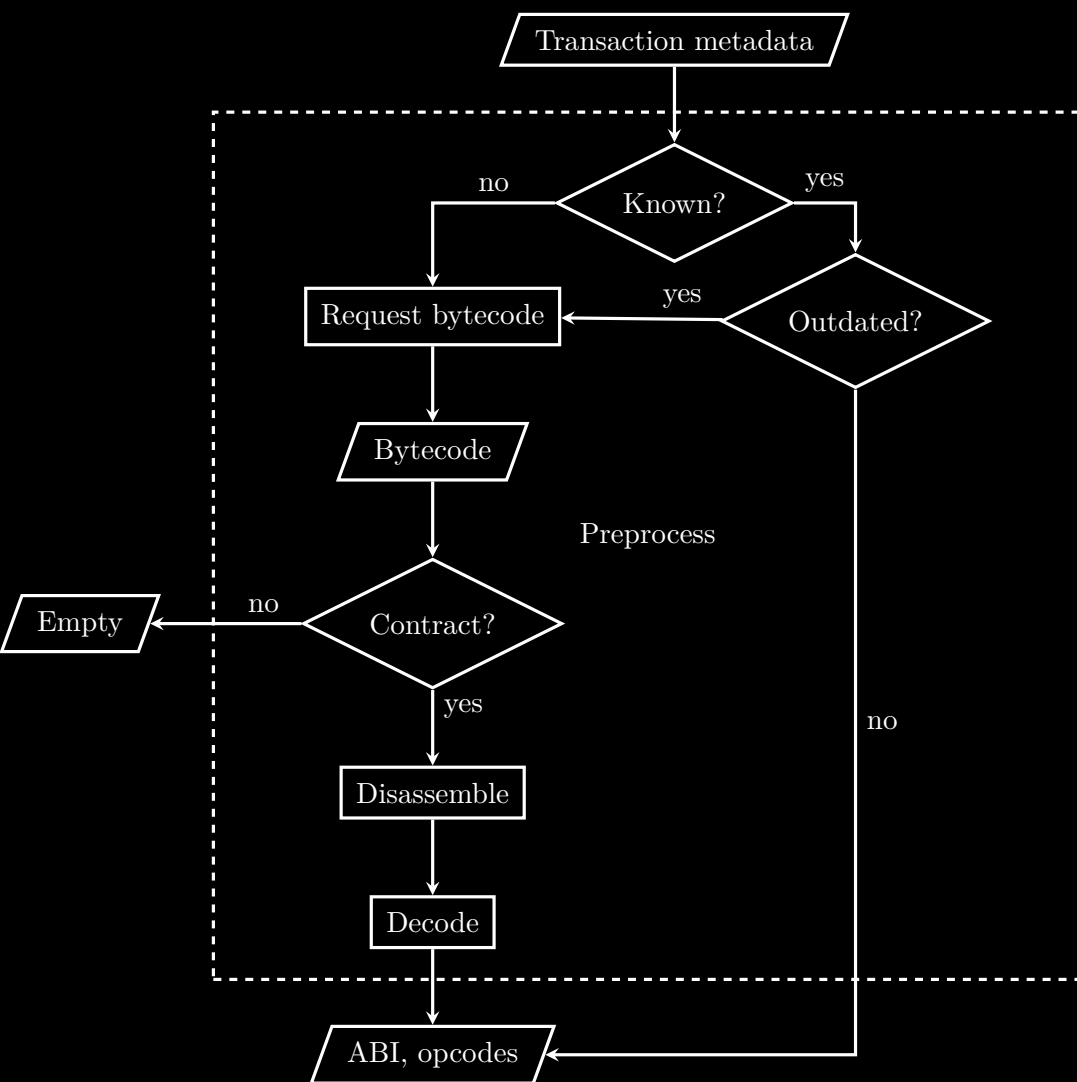 Transaction metadata
Known?
no
yes
Request bytecode
yes
Outdated?
Bytecode
Preprocess
Empty
no
Contract?
yes
no
Disassemble
Decode
ABI, opcodes